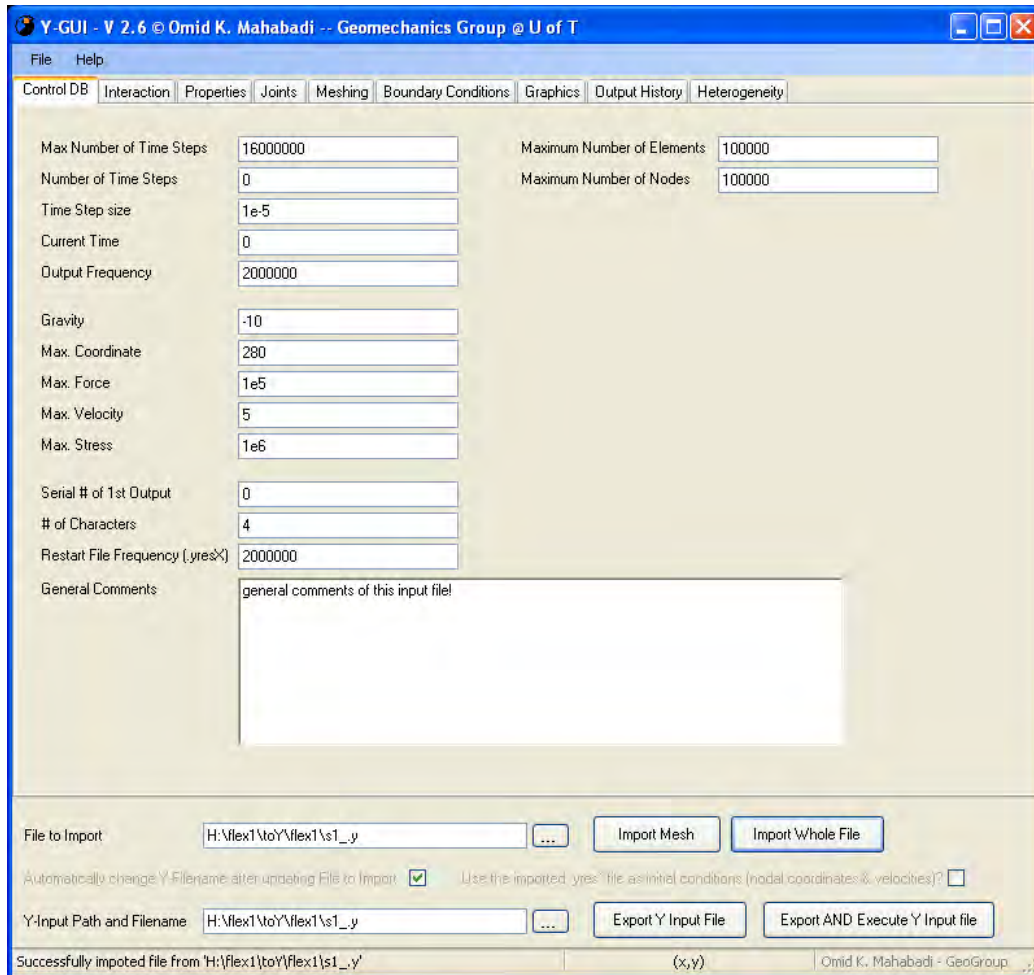 Y-GUI - V 2.6 © Omid K. Mahabadi -- Geomechanics Group @ U of T
File Help
Control DB Interaction Properties Joints Meshing Boundary Conditions Graphics Output History Heterogeneity
Max Number of Time Steps 16000000 Maximum Number of Elements 100000
Number of Time Steps 0 Maximum Number of Nodes 100000
Time Step size 1e-5
Current Time 0
Output Frequency 2000000
Gravity -10
Max. Coordinate 280
Max. Force 1e5
Max. Velocity 5
Max. Stress 1e6
Serial # of 1st Output 0
# of Characters 4
Restart File Frequency (.yresX) 2000000
General Comments general comments of this input file!
File to Import H:\flex1\toY\flex1\s1_.y ... Import Mesh Import Whole File
Automatically change Y-Filename after updating File to Import Use the imported .yres* file as initial conditions (nodal coordinates & velocities)?
Y-Input Path and Filename H:\flex1\toY\flex1\s1_.y ... Export Y Input File Export AND Execute Y Input file
Successfully impoted file from 'H:\flex1\toY\flex1\s1_.y' (x,y) Omid K. Mahabadi - GeoGroup